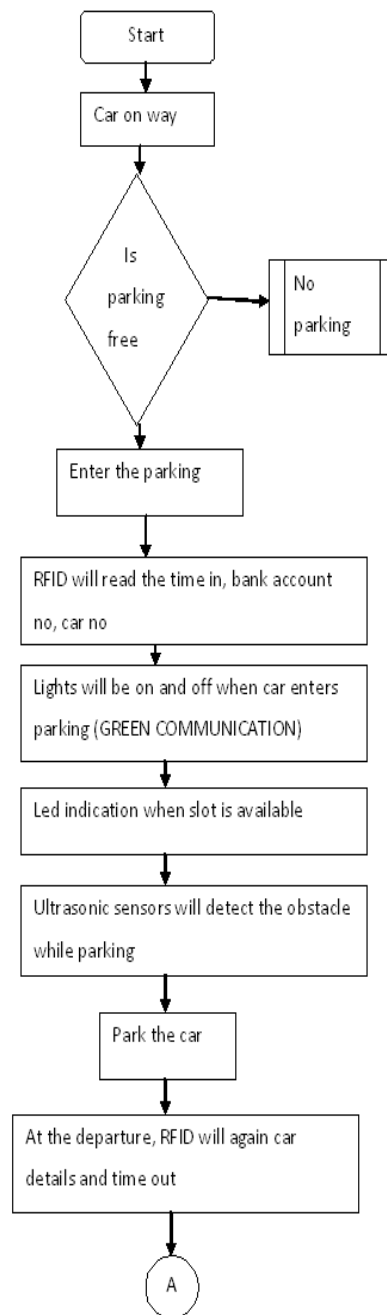 Start
Car on way
Is
parking
free
No
parking
Enter the parking
RFID will read the time in, bank account
no, car no
Lights will be on and off when car enters
parking (GREEN COMMUNICATION)
Led indication when slot is available
Ultrasonic sensors will detect the obstacle
while parking
Park the car
At the departure, RFID will again car
details and time out
A